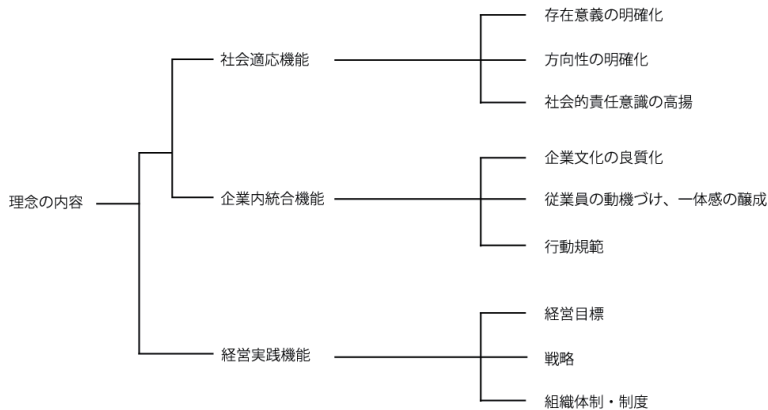 理念の内容
社会適応機能
存在意義の明確化
方向性の明確化
社会的責任意識の高揚
企業内統合機能
企業文化の良質化
従業員の動機づけ、一体感の醸成
行動規範
経営実践機能
経営目標
戦略
組織体制・制度